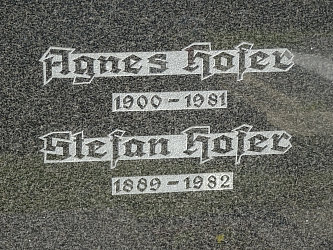 Agnes Hofer
1900 - 1981
Stefan Hofer
1889 - 1982